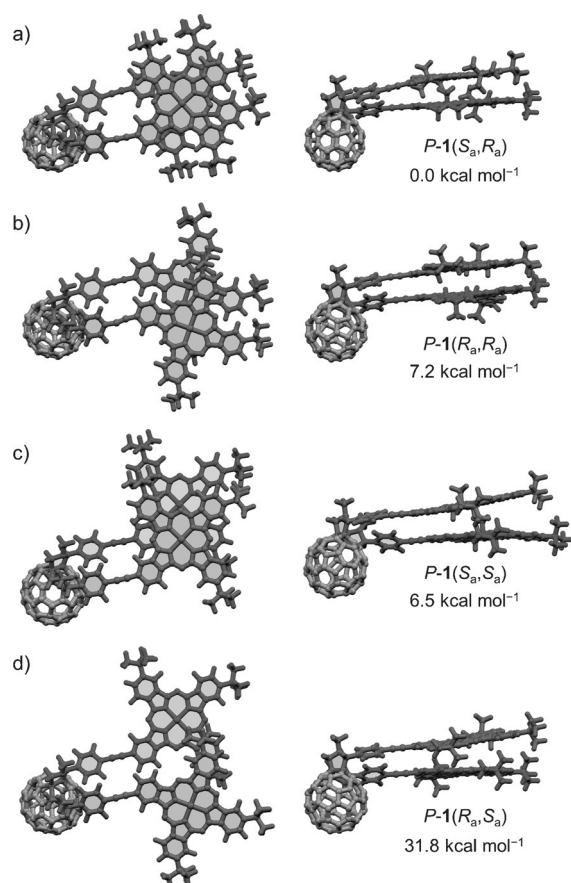 a)
P-1(Sa,Ra)
0.0 kcal mol⁻¹
b)
P-1(Ra,Ra)
7.2 kcal mol⁻¹
c)
P-1(Sa,Sa)
6.5 kcal mol⁻¹
d)
P-1(Ra,Sa)
31.8 kcal mol⁻¹